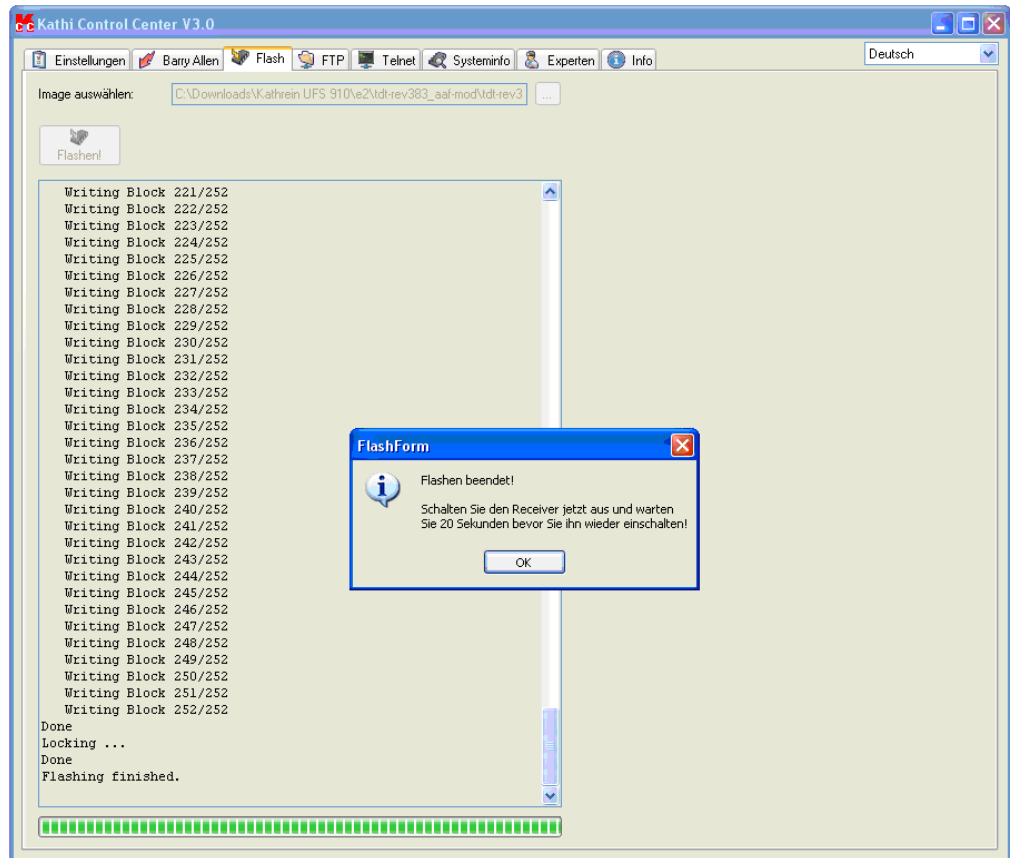 Kathi Control Center V3.0
Einstellungen Barry Allen Flash FTP Telnet Systeminfo Experten Info
Deutsch
Image auswählen: C:\Downloads\Kathrein UFS 910\e2\tdt-rev383_aaf-mod\tdt-rev3 ...
Flashen!
Writing Block 221/252
Writing Block 222/252
Writing Block 223/252
Writing Block 224/252
Writing Block 225/252
Writing Block 226/252
Writing Block 227/252
Writing Block 228/252
Writing Block 229/252
Writing Block 230/252
Writing Block 231/252
Writing Block 232/252
Writing Block 233/252
Writing Block 234/252
Writing Block 235/252
Writing Block 236/252
Writing Block 237/252
Writing Block 238/252
Writing Block 239/252
Writing Block 240/252
Writing Block 241/252
Writing Block 242/252
Writing Block 243/252
Writing Block 244/252
Writing Block 245/252
Writing Block 246/252
Writing Block 247/252
Writing Block 248/252
Writing Block 249/252
Writing Block 250/252
Writing Block 251/252
Writing Block 252/252
Done
Locking ...
Done
Flashing finished.
FlashForm
Flashen beendet!
Schalten Sie den Receiver jetzt aus und warten
Sie 20 Sekunden bevor Sie ihn wieder einschalten!
OK